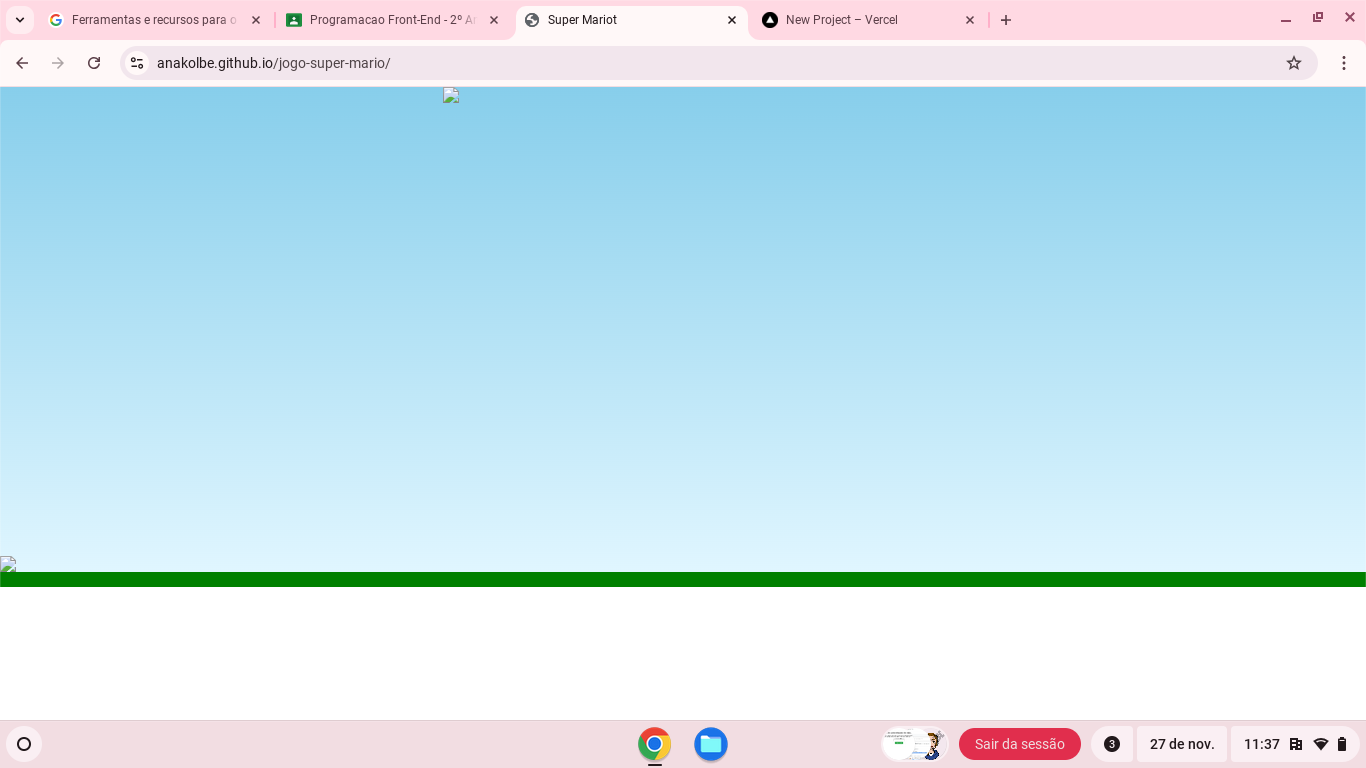 Ferramentas e recursos para o
Programacao Front-End - 2º Ar
Super Mariot
New Project – Vercel
anakolbe.github.io/jogo-super-mario/
Sair da sessão
3
27 de nov.
11:37